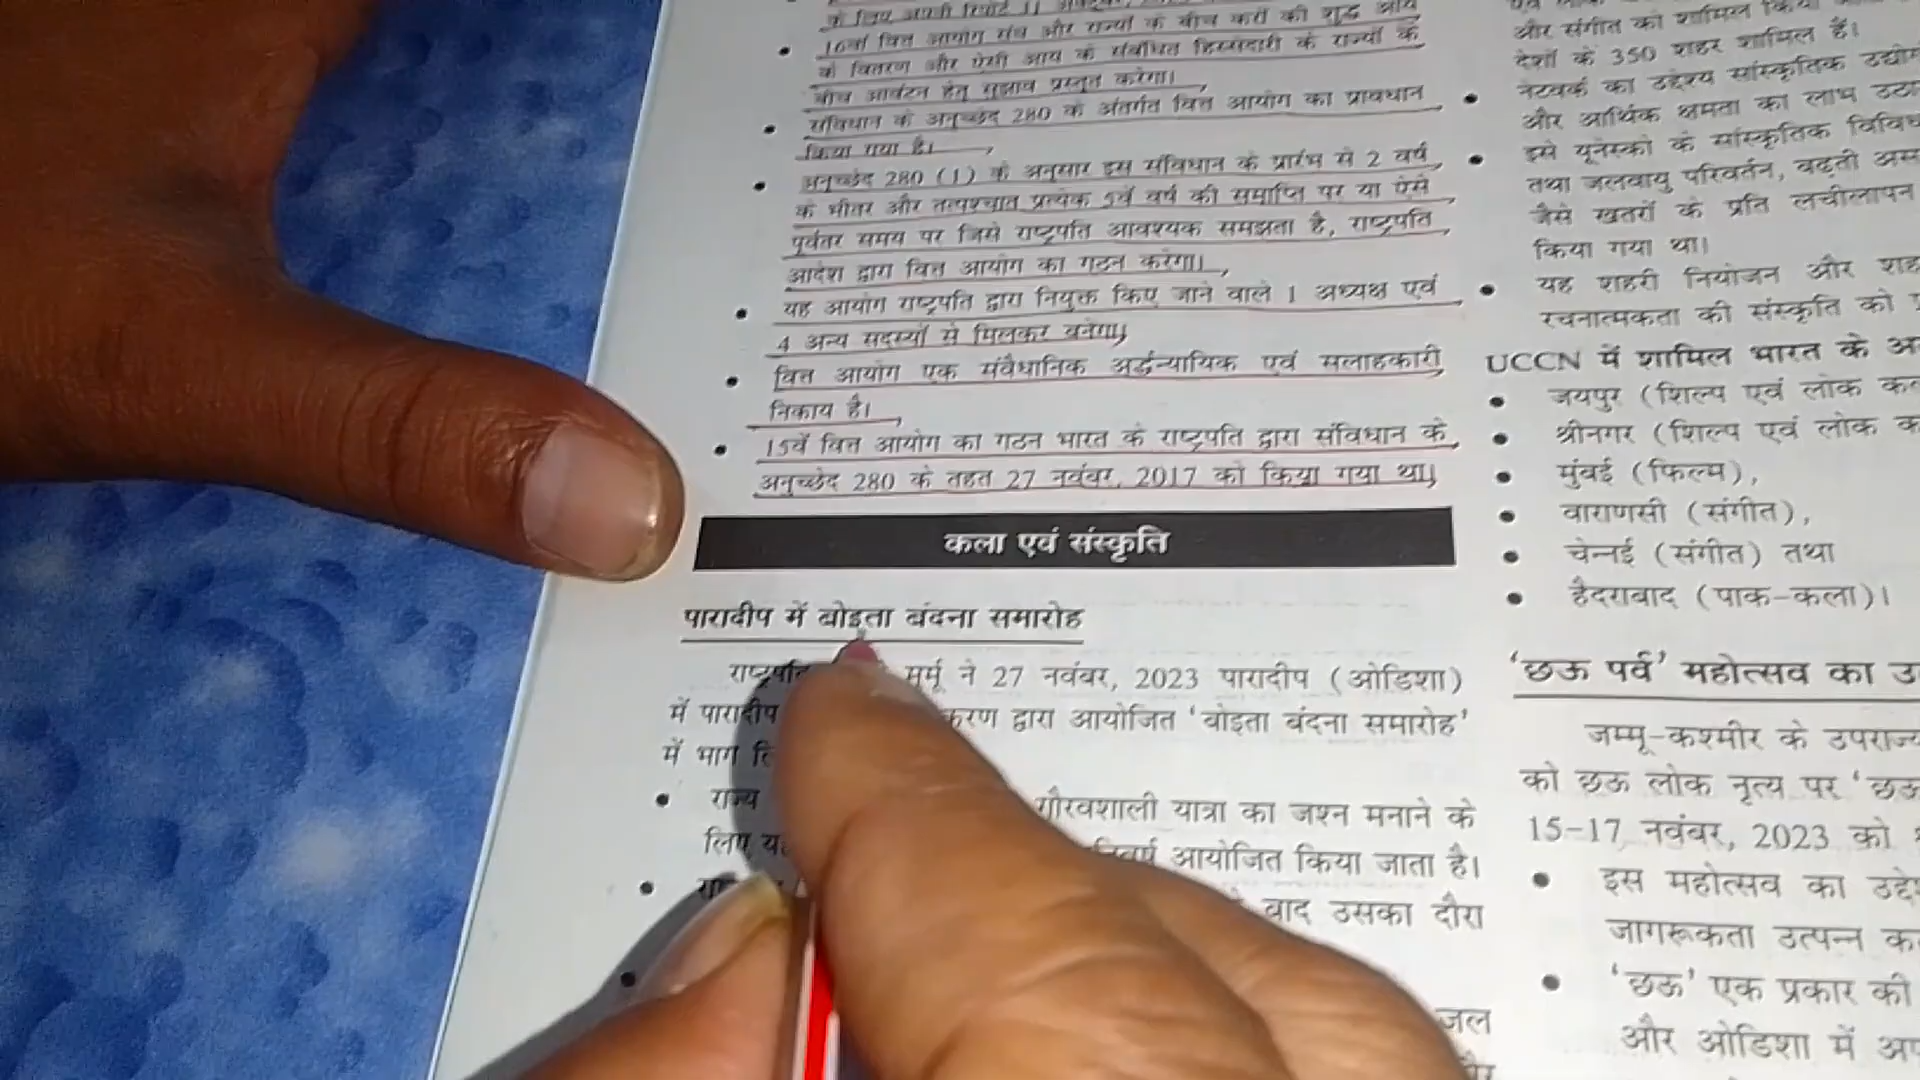 के लिए अपनी रिपोर्ट
16वां वित्त आयोग संघ और राज्यों के बीच करों की शुद्ध आय
के वितरण और ऐसी आय के संबंधित हिस्सेदारी के राज्यों के
बीच आवंटन हेतु सुझाव प्रस्तुत करेगा।
संविधान के अनुच्छेद 280 के अंतर्गत वित्त आयोग का प्रावधान
किया गया है।
अनुच्छेद 280 (1) के अनुसार इस संविधान के प्रारंभ से 2 वर्ष
के भीतर और तत्पश्चात प्रत्येक 5वें वर्ष की समाप्ति पर या ऐसे
पूर्वतर समय पर जिसे राष्ट्रपति आवश्यक समझता है, राष्ट्रपति
आदेश द्वारा वित्त आयोग का गठन करेगा।
यह आयोग राष्ट्रपति द्वारा नियुक्त किए जाने वाले 1 अध्यक्ष एवं
4 अन्य सदस्यों से मिलकर बनेगा।
वित्त आयोग एक संवैधानिक अर्द्धन्यायिक एवं सलाहकारी
निकाय है।
15वें वित्त आयोग का गठन भारत के राष्ट्रपति द्वारा संविधान के
अनुच्छेद 280 के तहत 27 नवंबर, 2017 को किया गया था।
कला एवं संस्कृति
पारादीप में बोइता बंदना समारोह
राष्ट्रपति मुर्मू ने 27 नवंबर, 2023 पारादीप (ओडिशा)
में पारादीप द्वारा आयोजित ‘बोइता बंदना समारोह’
में भाग
राज्य गौरवशाली यात्रा का जश्न मनाने के
लिए आयोजित किया जाता है।
बाद उसका दौरा
जल
और संगीत को शामिल किया
देशों के 350 शहर शामिल हैं।
नेटवर्क का उद्देश्य सांस्कृतिक
और आर्थिक क्षमता का लाभ
इसे यूनेस्को के सांस्कृतिक
तथा जलवायु परिवर्तन, बढ़ती
जैसे खतरों के प्रति लचीलापन
किया गया था।
यह शहरी नियोजन और
रचनात्मकता की संस्कृति को
UCCN में शामिल भारत के
जयपुर (शिल्प एवं लोक
श्रीनगर (शिल्प एवं लोक
मुंबई (फिल्म),
वाराणसी (संगीत),
चेन्नई (संगीत) तथा
हैदराबाद (पाक-कला)।
‘छऊ पर्व’ महोत्सव का
जम्मू-कश्मीर के
को छऊ लोक नृत्य पर
15-17 नवंबर, 2023 को
इस महोत्सव का
जागरूकता उत्पन्न
‘छऊ’ एक प्रकार की
और ओडिशा में